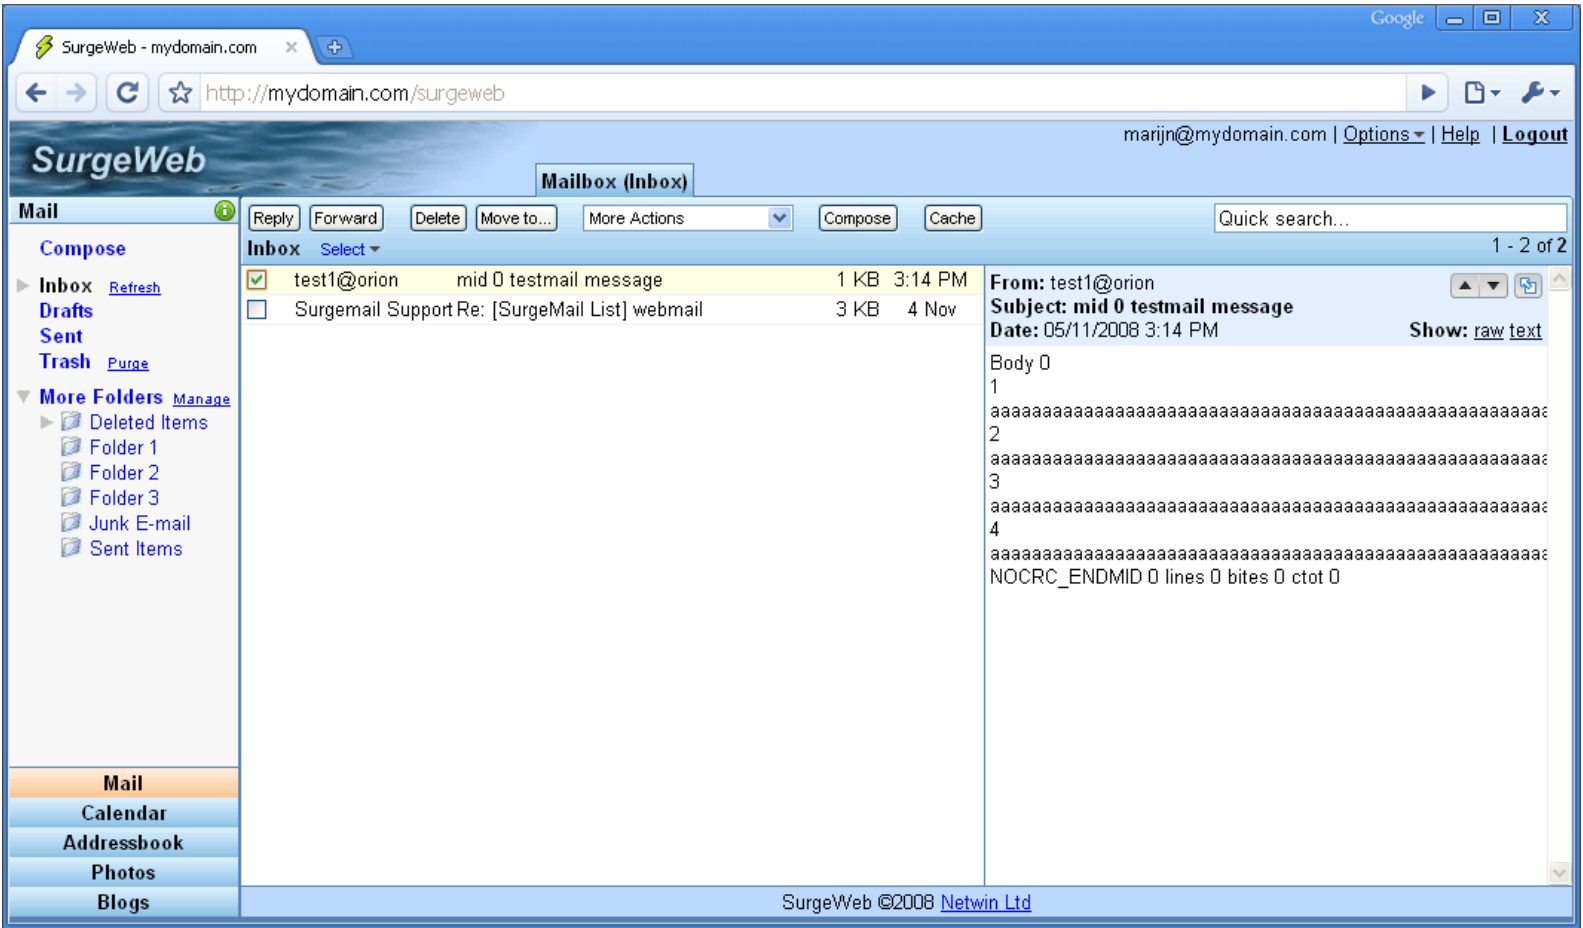 Google
SurgeWeb - mydomain.com
http://mydomain.com/surgeweb
marijn@mydomain.com | Options | Help | Logout
SurgeWeb
Mailbox (Inbox)
Mail
Reply Forward Delete Move to... More Actions Compose Cache Quick search...
Compose
Inbox Select 1 - 2 of 2
Inbox Refresh
Drafts
Sent
Trash Purge
More Folders Manage
Deleted Items
Folder 1
Folder 2
Folder 3
Junk E-mail
Sent Items
Mail
Calendar
Addressbook
Photos
Blogs
test1@orion mid 0 testmail message 1 KB 3:14 PM
Surgemail Support Re: [SurgeMail List] webmail 3 KB 4 Nov
From: test1@orion
Subject: mid 0 testmail message
Date: 05/11/2008 3:14 PM Show: raw text
Body 0
1
aaaaaaaaaaaaaaaaaaaaaaaaaaaaaaaaaaaaaaaaaaaaaaaaaaaa
2
aaaaaaaaaaaaaaaaaaaaaaaaaaaaaaaaaaaaaaaaaaaaaaaaaaaa
3
aaaaaaaaaaaaaaaaaaaaaaaaaaaaaaaaaaaaaaaaaaaaaaaaaaaa
4
aaaaaaaaaaaaaaaaaaaaaaaaaaaaaaaaaaaaaaaaaaaaaaaaaaaa
NOCRC_ENDMID 0 lines 0 bites 0 ctot 0
SurgeWeb ©2008 Netwin Ltd